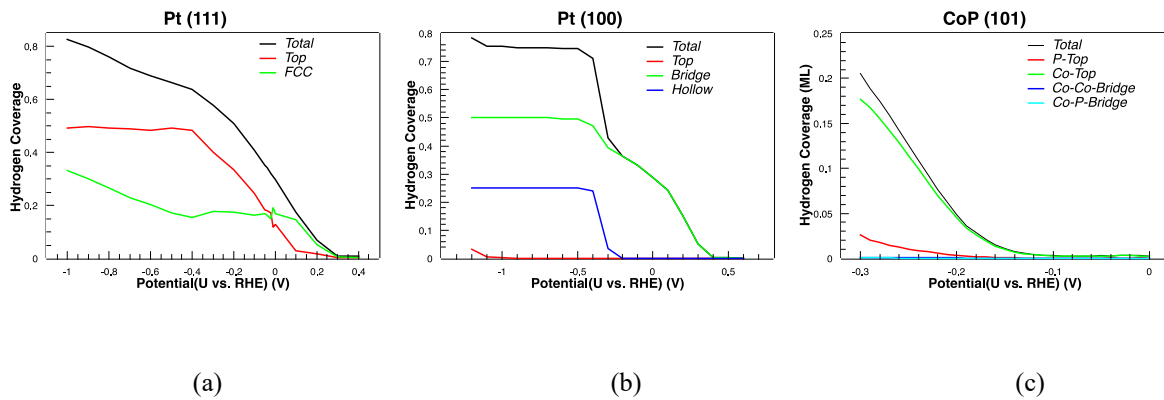 Pt (111)
Hydrogen Coverage
0,8
0,6
0,4
0,2
0
Total
Top
FCC
-1
-0,8
-0,6
-0,4
-0,2
0
0,2
0,4
Potential(U vs. RHE) (V)
(a)
Pt (100)
Hydrogen Coverage
0.8
0.7
0.6
0.5
0.4
0.3
0.2
0.1
0
Total
Top
Bridge
Hollow
-1
-0,5
0
0,5
Potential(U vs. RHE) (V)
(b)
CoP (101)
Hydrogen Coverage (ML)
0,25
0,2
0,15
0,1
0,05
0
Total
P-Top
Co-Top
Co-Co-Bridge
Co-P-Bridge
-0.3
-0.2
-0.1
0
Potential(U vs. RHE) (V)
(c)